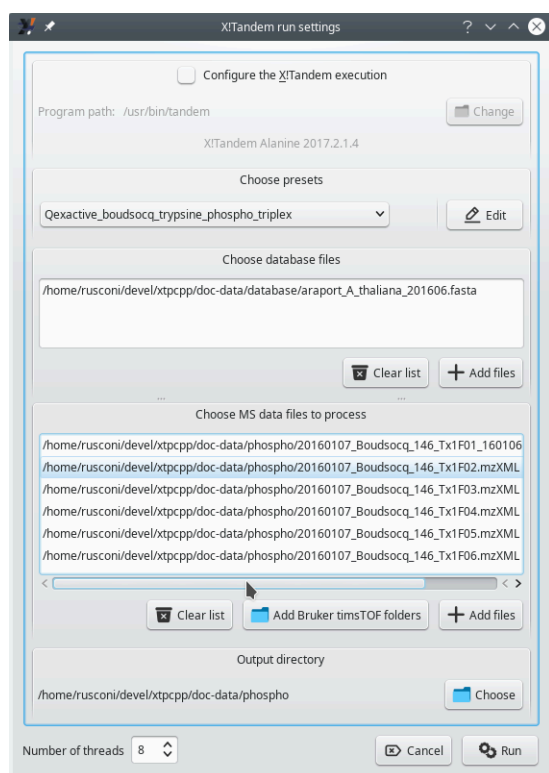 X!Tandem run settings
Configure the X!Tandem execution
Program path: /usr/bin/tandem
Change
X!Tandem Alanine 2017.2.1.4
Choose presets
Qexactive_boudsocq_trypsine_phospho_triplex
Edit
Choose database files
/home/rusconi/devel/xtpcpp/doc-data/database/araport_A_thaliana_201606.fasta
Clear list
Add files
Choose MS data files to process
/home/rusconi/devel/xtpcpp/doc-data/phospho/20160107_Boudsocq_146_Tx1F01_160106
/home/rusconi/devel/xtpcpp/doc-data/phospho/20160107_Boudsocq_146_Tx1F02.mzXML
/home/rusconi/devel/xtpcpp/doc-data/phospho/20160107_Boudsocq_146_Tx1F03.mzXML
/home/rusconi/devel/xtpcpp/doc-data/phospho/20160107_Boudsocq_146_Tx1F04.mzXML
/home/rusconi/devel/xtpcpp/doc-data/phospho/20160107_Boudsocq_146_Tx1F05.mzXML
/home/rusconi/devel/xtpcpp/doc-data/phospho/20160107_Boudsocq_146_Tx1F06.mzXML
Clear list
Add Bruker timsTOF folders
Add files
Output directory
/home/rusconi/devel/xtpcpp/doc-data/phospho
Choose
Number of threads 8
Cancel
Run